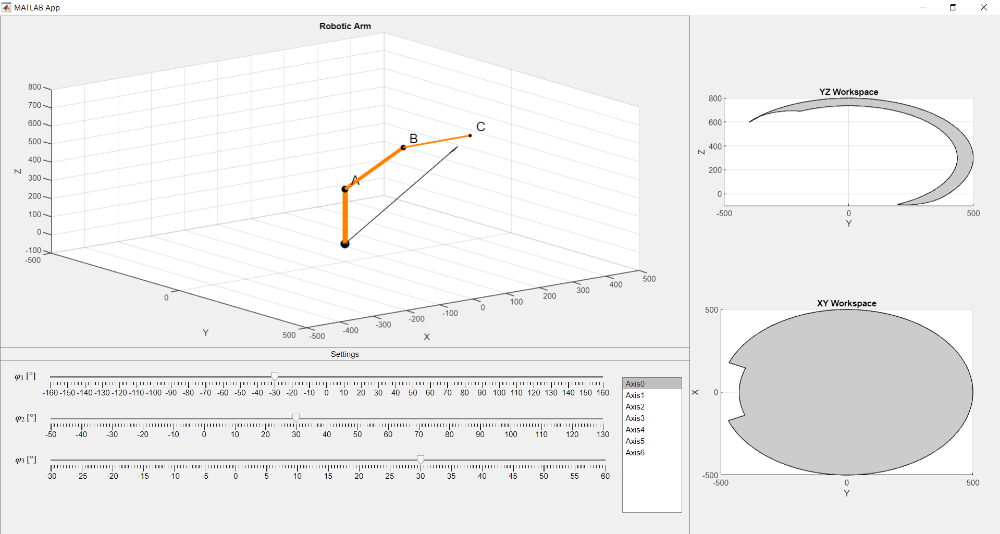 MATLAB App
Robotic Arm
800
700
600
500
400
300
200
100
0
-100
-500
Z
A
B
C
0
500
Y
-500
-400
-300
-200
-100
0
100
200
300
400
500
X
Settings
φ1 [°]
-160 -150 -140 -130 -120 -110 -100 -90 -80 -70 -60 -50 -40 -30 -20 -10 0 10 20 30 40 50 60 70 80 90 100 110 120 130 140 150 160
φ2 [°]
-50 -40 -30 -20 -10 0 10 20 30 40 50 60 70 80 90 100 110 120 130
φ3 [°]
-30 -25 -20 -15 -10 -5 0 5 10 15 20 25 30 35 40 45 50 55 60
Axis0
Axis1
Axis2
Axis3
Axis4
Axis5
Axis6
YZ Workspace
800
600
400
200
0
Z
-500 0 500
Y
XY Workspace
500
0
-500
X
-500 0 500
Y